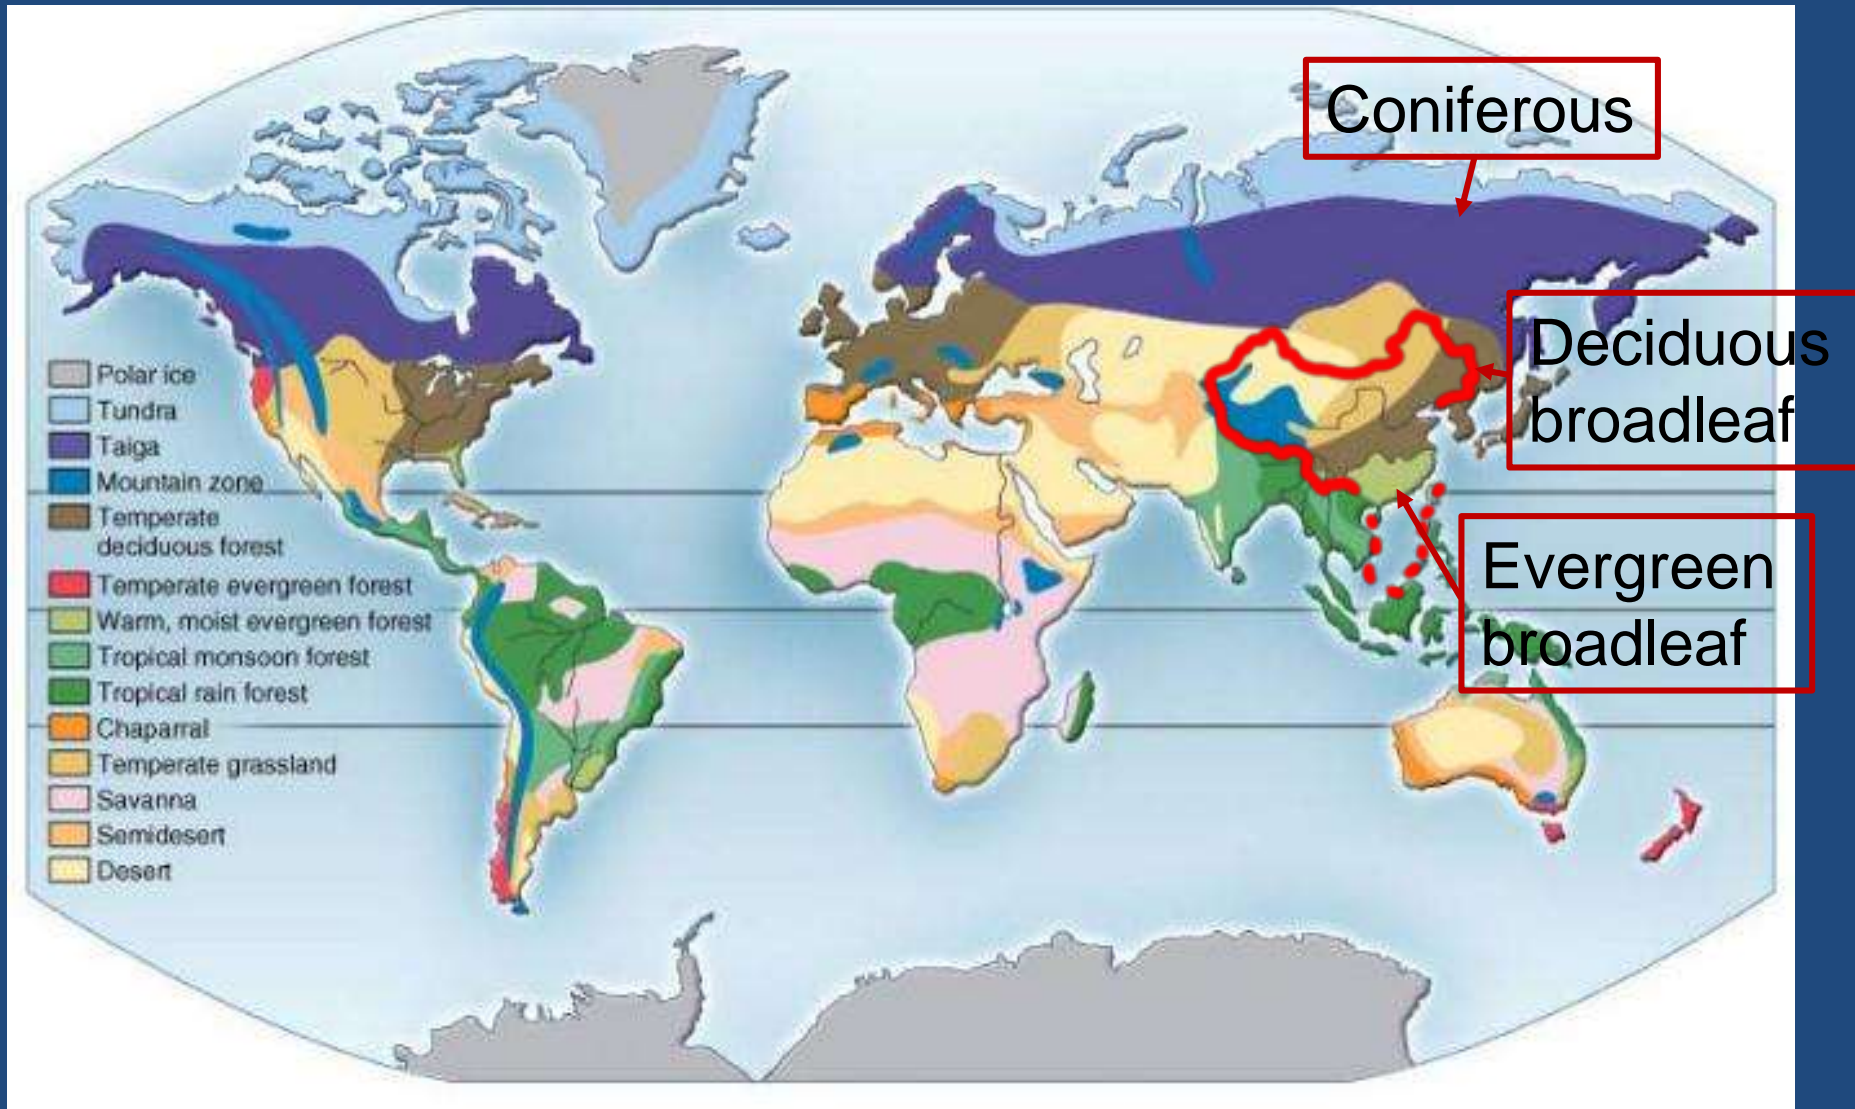 Coniferous
Deciduous
broadleaf
Evergreen
broadleaf
Polar ice
Tundra
Taiga
Mountain zone
Temperate
deciduous forest
Temperate evergreen forest
Warm, moist evergreen forest
Tropical monsoon forest
Tropical rain forest
Chaparral
Temperate grassland
Savanna
Semidesert
Desert